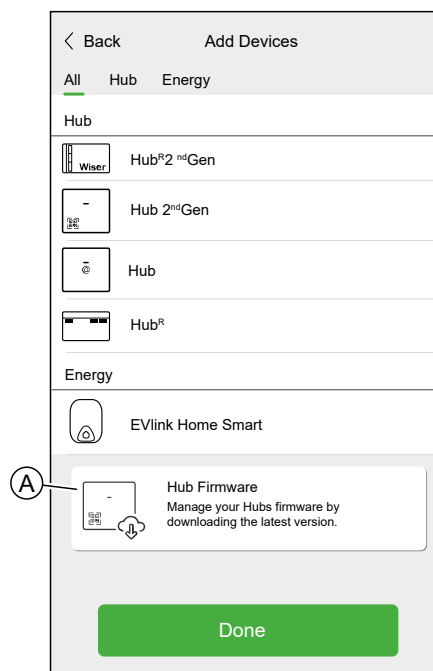 < Back Add Devices
All Hub Energy
Hub
Wiser
Hubᴿ2 ⁿᵈGen
Hub 2ⁿᵈGen
@
Hub
Hubᴿ
Energy
EVlink Home Smart
A
Hub Firmware
Manage your Hubs firmware by
downloading the latest version.
Done